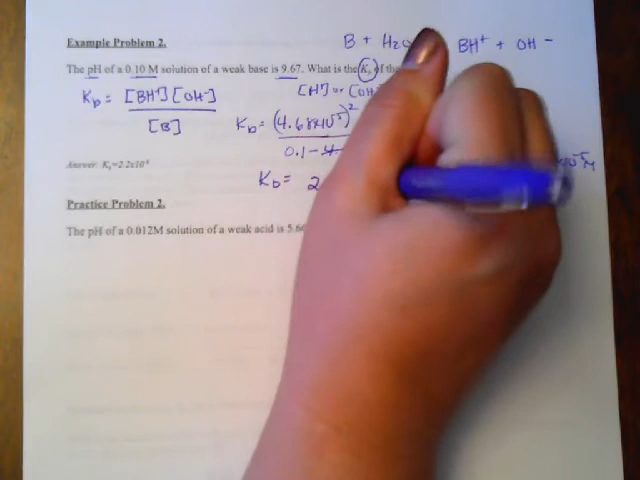 Example Problem 2.
B + H2O BH+ + OH-
The pH of a 0.10 M solution of a weak base is 9.67. What is the Kb of the
Kb = [BH+][OH-] / [B]
[H+] or [OH
Kb = (4.68x10-5)2 / 0.1 -
Answer: Kb=2.2x10-8
Kb = 2
Practice Problem 2.
The pH of a 0.012M solution of a weak acid is